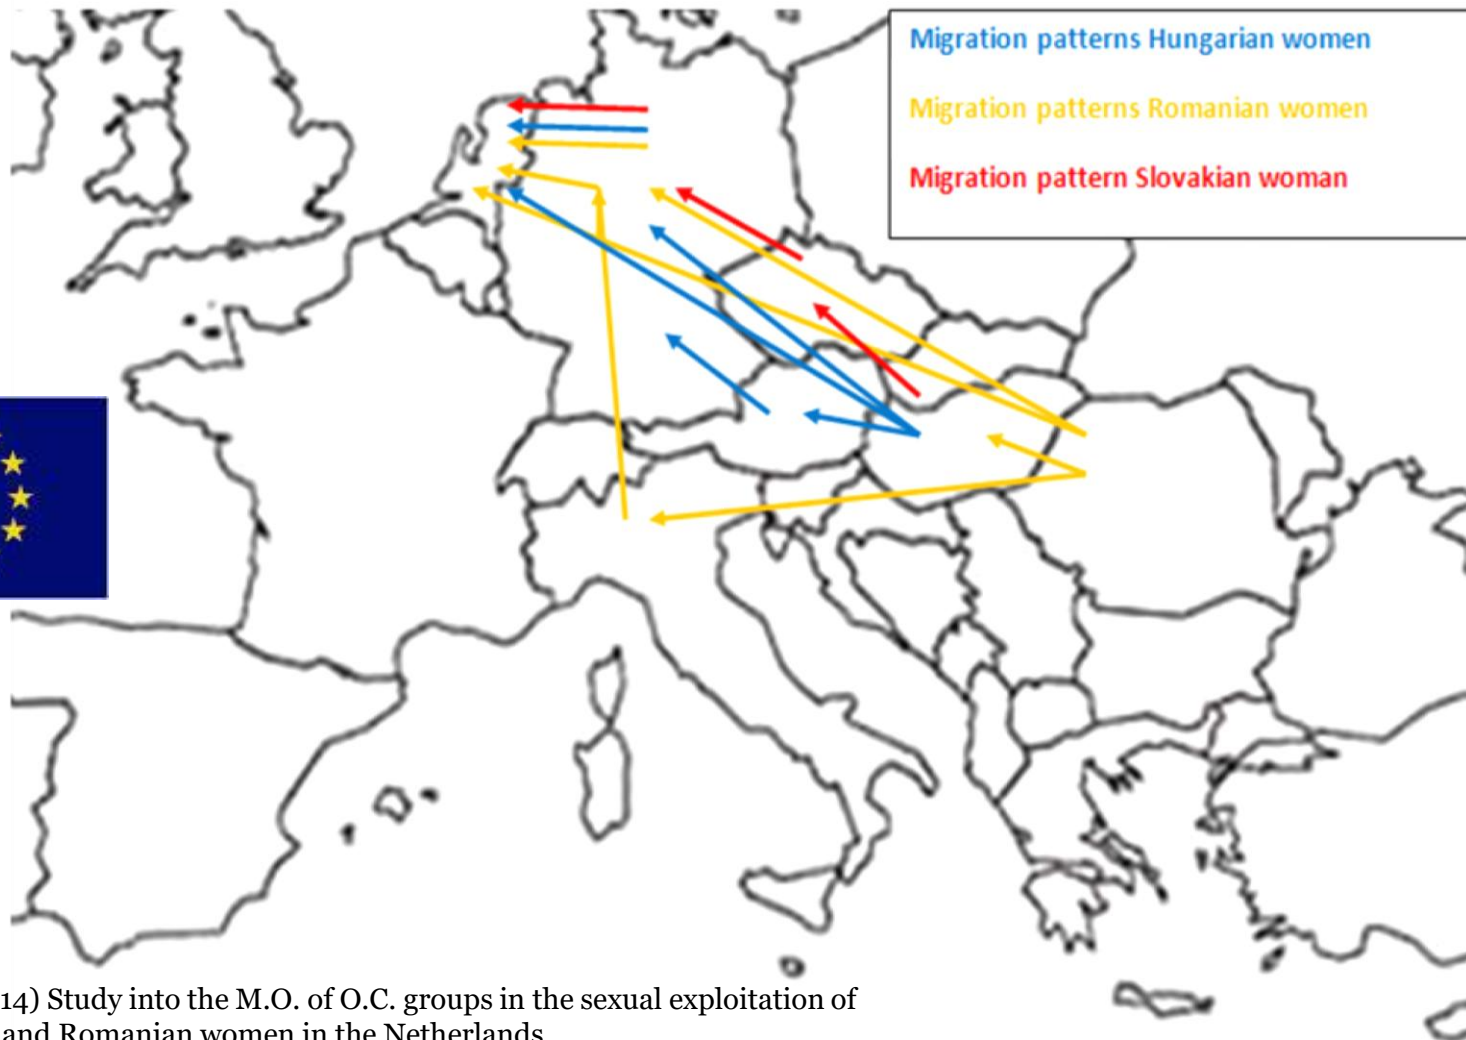 Migration patterns Hungarian women
Migration patterns Romanian women
Migration pattern Slovakian woman
14) Study into the M.O. of O.C. groups in the sexual exploitation of
and Romanian women in the Netherlands